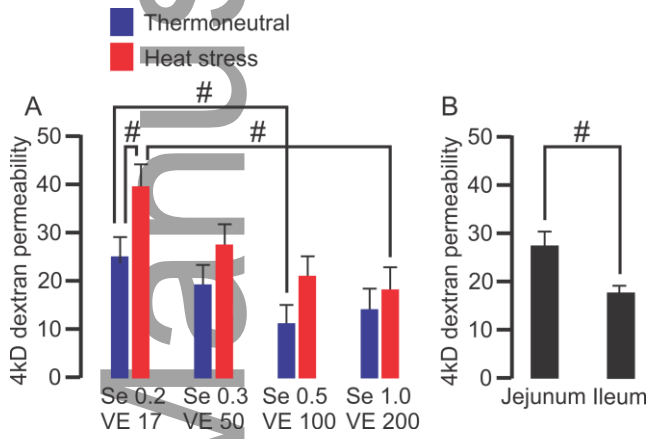 Thermoneutral
Heat stress
A
B
#
#
#
#
4kD dextran permeability
50
40
30
20
10
0
Se 0.2 Se 0.3 Se 0.5 Se 1.0
VE 17 VE 50 VE 100 VE 200
4kD dextran permeability
50
40
30
20
10
0
Jejunum Ileum
Manus